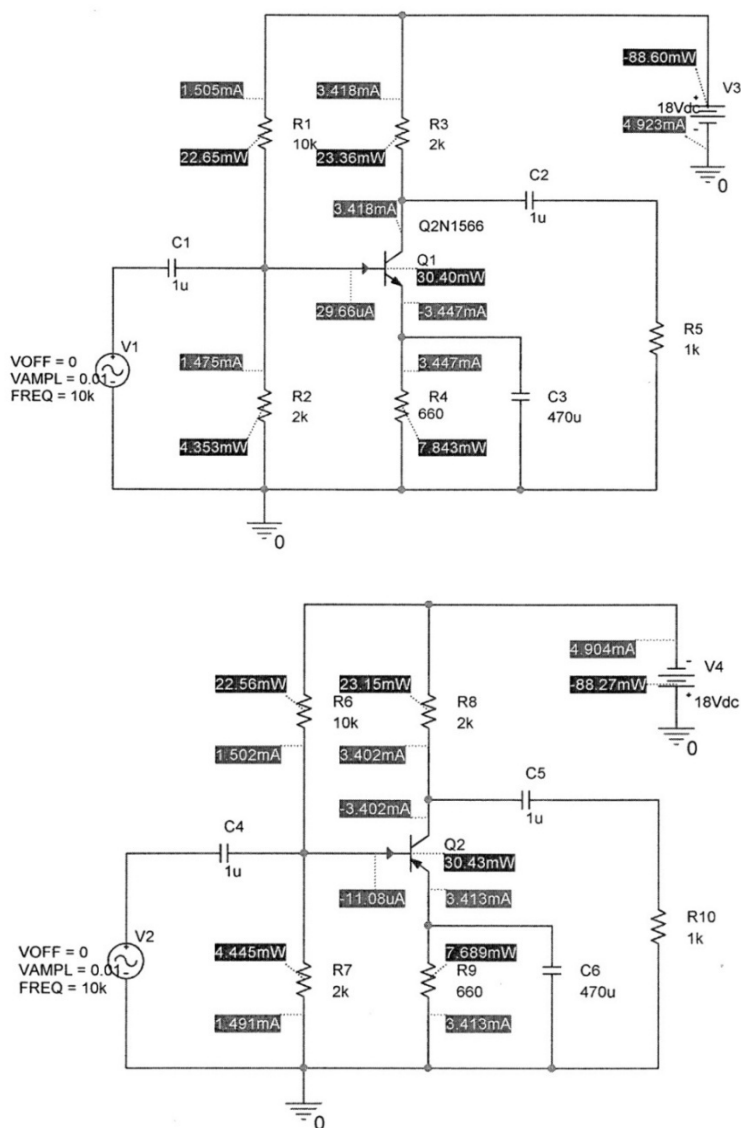 1.505mA
3.418mA
-88.60mW
V3
18Vdc
+
-
4.923mA
0
R1
10k
R3
2k
22.65mW
23.36mW
C2
1u
3.418mA
Q2N1566
C1
1u
Q1
30.40mW
29.66uA
-3.447mA
V1
VOFF = 0
VAMPL = 0.01
FREQ = 10k
+
-
1.475mA
3.447mA
R5
1k
R2
2k
R4
660
C3
470u
4.353mW
7.843mW
0
4.904mA
-
V4
-88.27mW
+
18Vdc
0
22.56mW
23.15mW
R6
10k
R8
2k
1.502mA
3.402mA
C5
1u
-3.402mA
C4
1u
Q2
30.43mW
-11.08uA
3.413mA
V2
VOFF = 0
VAMPL = 0.01
FREQ = 10k
+
-
R10
1k
4.445mW
7.689mW
R7
2k
R9
660
C6
470u
1.491mA
3.413mA
0